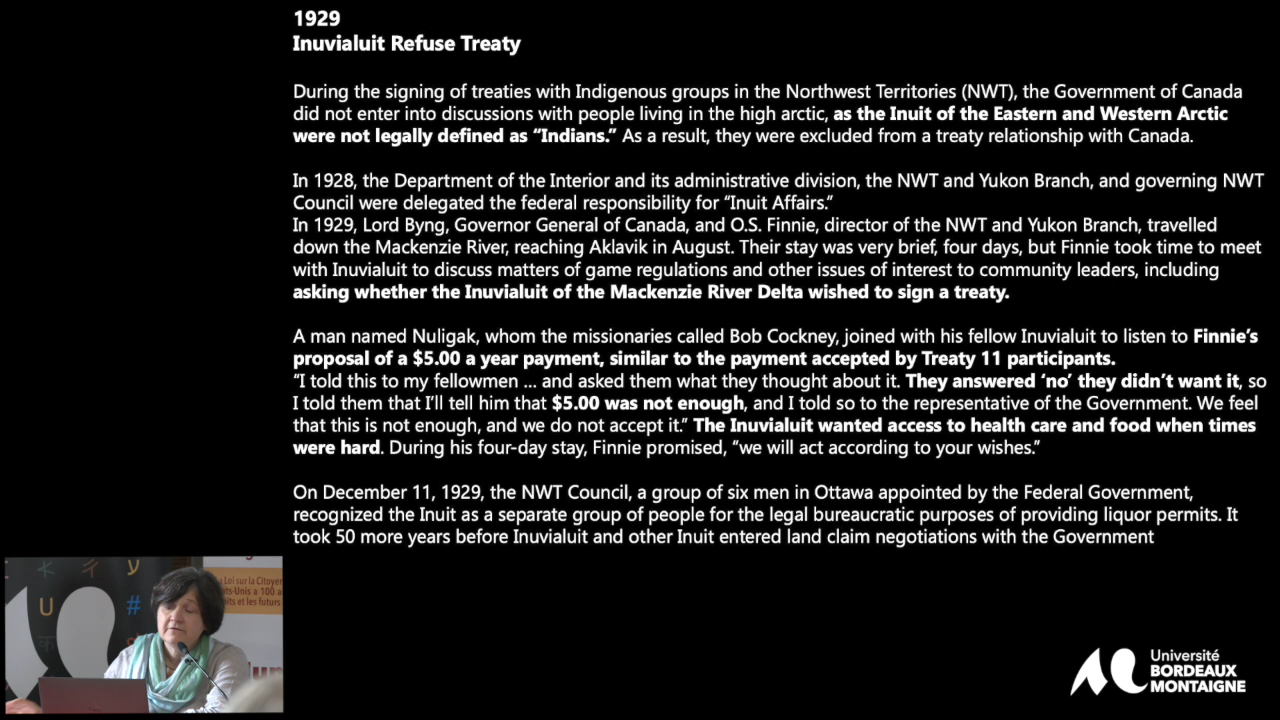 1929
Inuvialuit Refuse Treaty
During the signing of treaties with Indigenous groups in the Northwest Territories (NWT), the Government of Canada
did not enter into discussions with people living in the high arctic, as the Inuit of the Eastern and Western Arctic
were not legally defined as “Indians.” As a result, they were excluded from a treaty relationship with Canada.
In 1928, the Department of the Interior and its administrative division, the NWT and Yukon Branch, and governing NWT
Council were delegated the federal responsibility for “Inuit Affairs.”
In 1929, Lord Byng, Governor General of Canada, and O.S. Finnie, director of the NWT and Yukon Branch, travelled
down the Mackenzie River, reaching Aklavik in August. Their stay was very brief, four days, but Finnie took time to meet
with Inuvialuit to discuss matters of game regulations and other issues of interest to community leaders, including
asking whether the Inuvialuit of the Mackenzie River Delta wished to sign a treaty.
A man named Nuligak, whom the missionaries called Bob Cockney, joined with his fellow Inuvialuit to listen to Finnie’s
proposal of a $5.00 a year payment, similar to the payment accepted by Treaty 11 participants.
“I told this to my fellowmen ... and asked them what they thought about it. They answered ‘no’ they didn’t want it, so
I told them that I’ll tell him that $5.00 was not enough, and I told so to the representative of the Government. We feel
that this is not enough, and we do not accept it.” The Inuvialuit wanted access to health care and food when times
were hard. During his four-day stay, Finnie promised, “we will act according to your wishes.”
On December 11, 1929, the NWT Council, a group of six men in Ottawa appointed by the Federal Government,
recognized the Inuit as a separate group of people for the legal bureaucratic purposes of providing liquor permits. It
took 50 more years before Inuvialuit and other Inuit entered land claim negotiations with the Government
U
#
a Loi sur la Citoyen
ts-Unis a 100 a
its et les futurs
Université
BORDEAUX
MONTAIGNE